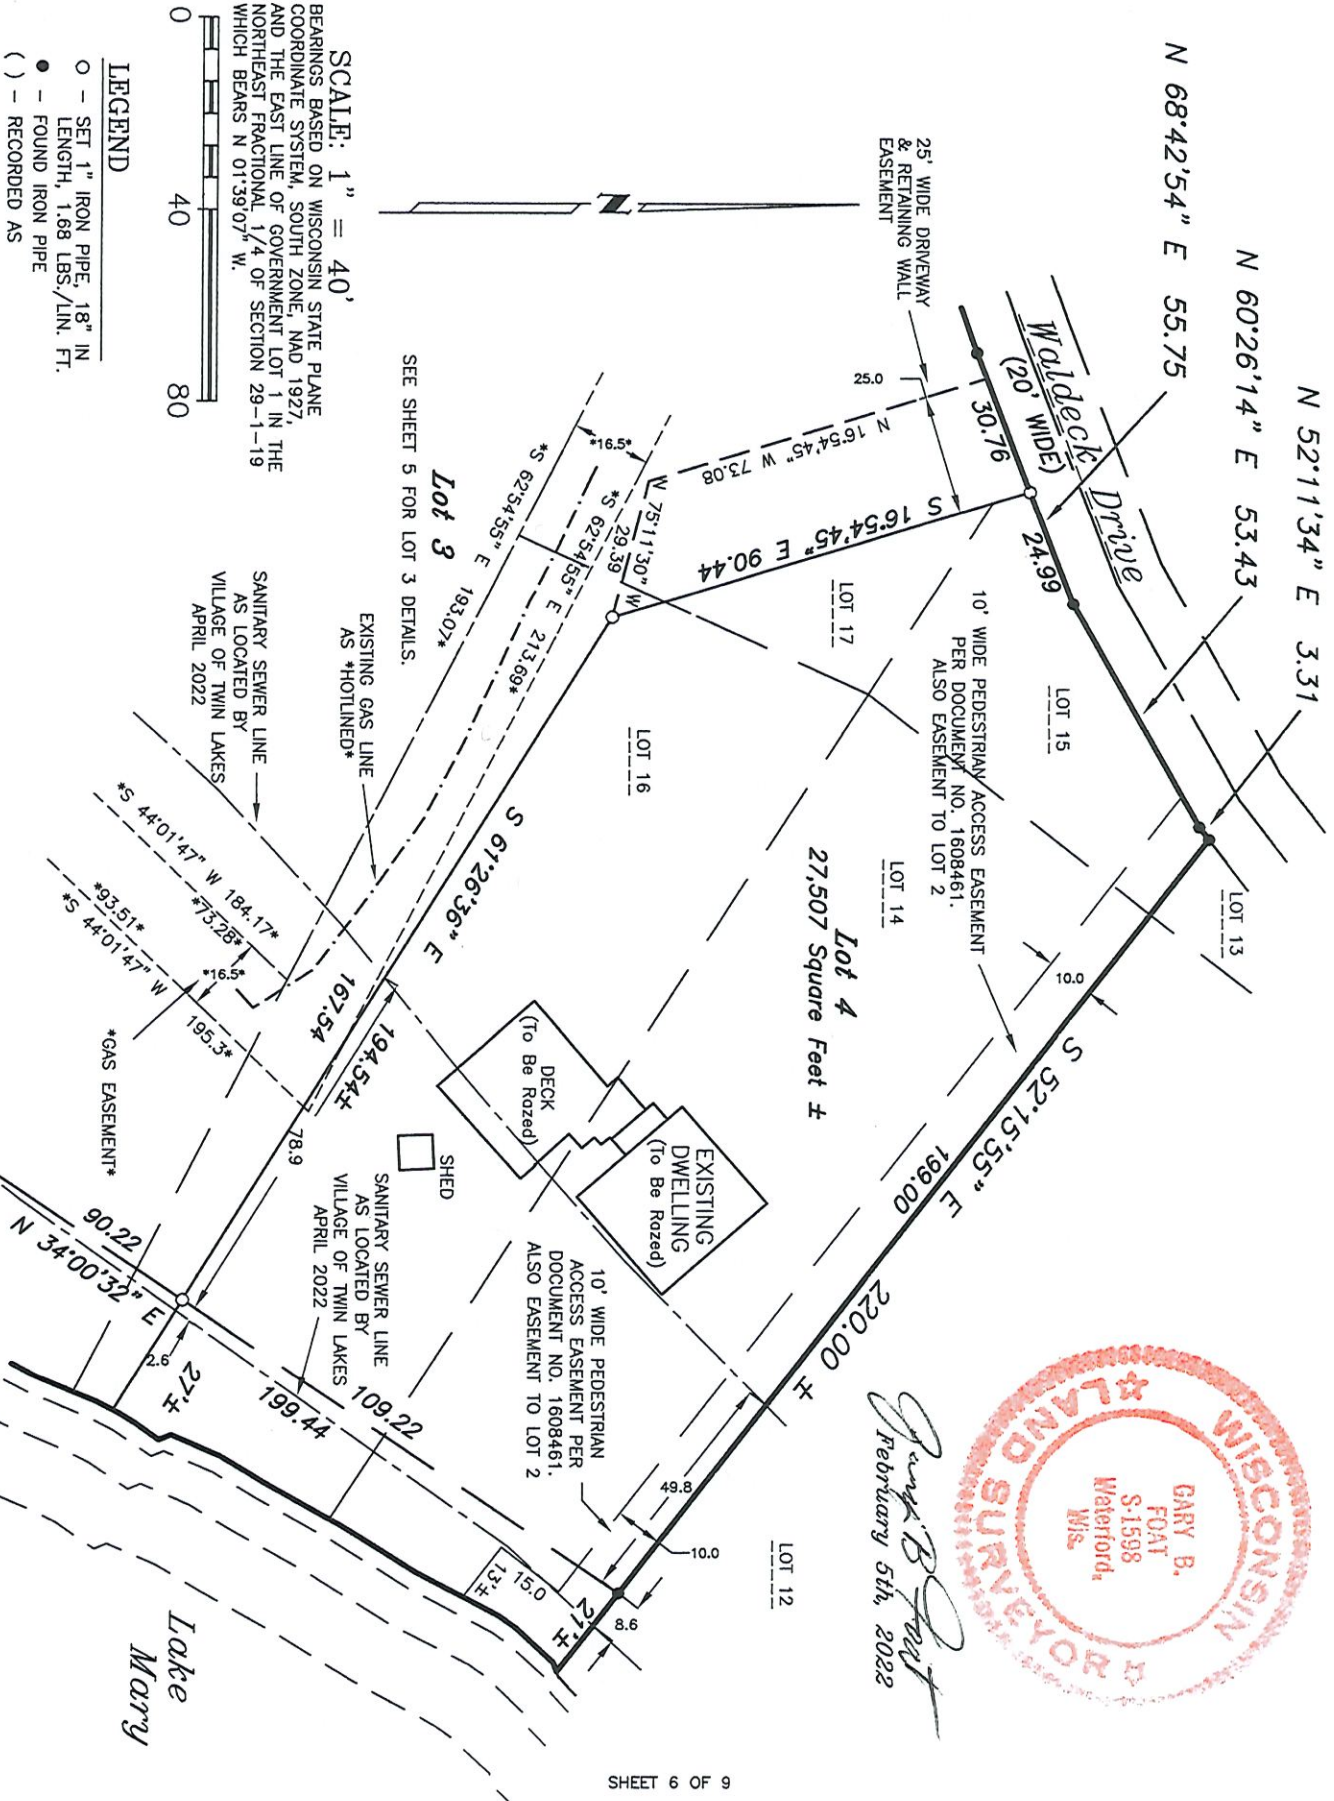 N 52°11'34" E 3.31
N 60°26'14" E 53.43
N 68°42'54" E 55.75
Waldeck Drive
(20' WIDE)
25' WIDE DRIVEWAY
& RETAINING WALL
EASEMENT
25.0
30.76
24.99
N 16°54'45" W 73.08
S 16°54'45" E 90.44
W 75°11'30" W
29.39
LOT 17
LOT 15
LOT 13
LOT 14
LOT 16
LOT 12
10' WIDE PEDESTRIAN ACCESS EASEMENT
PER DOCUMENT NO. 1608461.
ALSO EASEMENT TO LOT 2
10.0
Lot 4
27,507 Square Feet ±
S 52°15'55" E
199.00
220.00 ±
N
SCALE: 1" = 40'
BEARINGS BASED ON WISCONSIN STATE PLANE
COORDINATE SYSTEM, SOUTH ZONE, NAD 1927,
AND THE EAST LINE OF GOVERNMENT LOT 1 IN THE
NORTHEAST FRACTIONAL 1/4 OF SECTION 29-1-19
WHICH BEARS N 01°39'07" W.
0 40 80
LEGEND
○ - SET 1" IRON PIPE, 18" IN
LENGTH, 1.68 LBS./LIN. FT.
● - FOUND IRON PIPE
( ) - RECORDED AS
Lot 3
SEE SHEET 5 FOR LOT 3 DETAILS.
*16.5*
*S 62°54'55" E 213.69*
*S 62°54'55" E 193.07*
EXISTING GAS LINE
AS *HOTLINED*
SANITARY SEWER LINE
AS LOCATED BY
VILLAGE OF TWIN LAKES
APRIL 2022
S 61°26'36" E
167.54
194.54±
*S 44°01'47" W 184.17*
*73.28*
*93.51*
*S 44°01'47" W
195.3*
*16.5*
*GAS EASEMENT*
78.9
DECK
(To Be Razed)
EXISTING
DWELLING
(To Be Razed)
SHED
SANITARY SEWER LINE
AS LOCATED BY
VILLAGE OF TWIN LAKES
APRIL 2022
10' WIDE PEDESTRIAN
ACCESS EASEMENT PER
DOCUMENT NO. 1608461.
ALSO EASEMENT TO LOT 2
49.8
10.0
8.6
21'±
15.0
13'±
109.22
199.44
90.22
N 34°00'32" E
2.6
27'±
Lake
Mary
WISCONSIN
LAND SURVEYOR
GARY B.
FOAT
S-1598
Waterford,
Wis.
February 5th, 2022
SHEET 6 OF 9